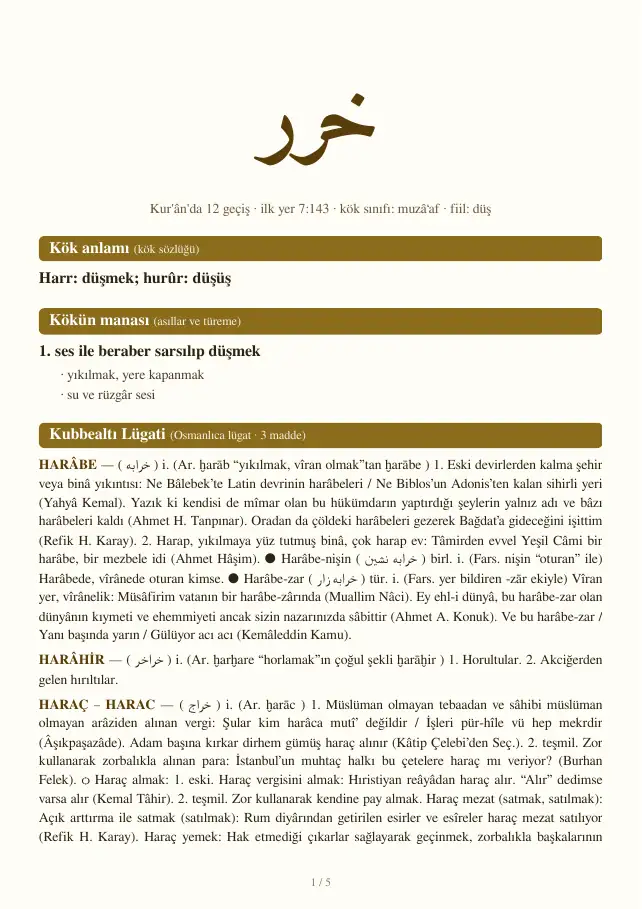 خرر
Kur'ân'da 12 geçiş · ilk yer 7:143 · kök sınıfı: muzâʿaf · fiil: düş
Kök anlamı (kök sözlüğü)
Harr: düşmek; hurûr: düşüş
Kökün manası (asıllar ve türeme)
1. ses ile beraber sarsılıp düşmek
· yıkılmak, yere kapanmak
· su ve rüzgâr sesi
Kubbealtı Lügati (Osmanlıca lügat · 3 madde)
HARÂBE — ( خرابه ) i. (Ar. ḫarāb “yıkılmak, vîran olmak”tan ḫarābe ) 1. Eski devirlerden kalma şehir
veya binâ yıkıntısı: Ne Bâlebek’te Latin devrinin harâbeleri / Ne Biblos’un Adonis’ten kalan sihirli yeri
(Yahyâ Kemal). Yazık ki kendisi de mîmar olan bu hükümdarın yaptırdığı şeylerin yalnız adı ve bâzı
harâbeleri kaldı (Ahmet H. Tanpınar). Oradan da çöldeki harâbeleri gezerek Bağdat’a gideceğini işittim
(Refik H. Karay). 2. Harap, yıkılmaya yüz tutmuş binâ, çok harap ev: Tâmirden evvel Yeşil Câmi bir
harâbe, bir mezbele idi (Ahmet Hâşim). ● Harâbe-nişin ( خرابه نشين ) birl. i. (Fars. nişіn “oturan” ile)
Harâbede, vîrânede oturan kimse. ● Harâbe-zar ( خرابه زار ) tür. i. (Fars. yer bildiren -zār ekiyle) Vîran
yer, vîrânelik: Müsâfirim vatanın bir harâbe-zârında (Muallim Nâci). Ey ehl-i dünyâ, bu harâbe-zar olan
dünyânın kıymeti ve ehemmiyeti ancak sizin nazarınızda sâbittir (Ahmet A. Konuk). Ve bu harâbe-zar /
Yanı başında yarın / Gülüyor acı acı (Kemâleddin Kamu).
HARÂHİR — ( خراخر ) i. (Ar. ḫarḫare “horlamak”ın çoğul şekli ḫarāḫir ) 1. Horultular. 2. Akciğerden
gelen hırıltılar.
HARAÇ – HARAC — ( خراج ) i. (Ar. ḫarāc ) 1. Müslüman olmayan tebaadan ve sâhibi müslüman
olmayan arâziden alınan vergi: Şular kim harâca mutî’ değildir / İşleri pür-hîle vü hep mekrdir
(Âşıkpaşazâde). Adam başına kırkar dirhem gümüş haraç alınır (Kâtip Çelebi’den Seç.). 2. teşmil. Zor
kullanarak zorbalıkla alınan para: İstanbul’un muhtaç halkı bu çetelere haraç mı veriyor? (Burhan
Felek). ○ Haraç almak: 1. eski. Haraç vergisini almak: Hıristiyan reâyâdan haraç alır. “Alır” dedimse
varsa alır (Kemal Tâhir). 2. teşmil. Zor kullanarak kendine pay almak. Haraç mezat (satmak, satılmak):
Açık arttırma ile satmak (satılmak): Rum diyârından getirilen esirler ve esîreler haraç mezat satılıyor
(Refik H. Karay). Haraç yemek: Hak etmediği çıkarlar sağlayarak geçinmek, zorbalıkla başkalarının
1 / 5